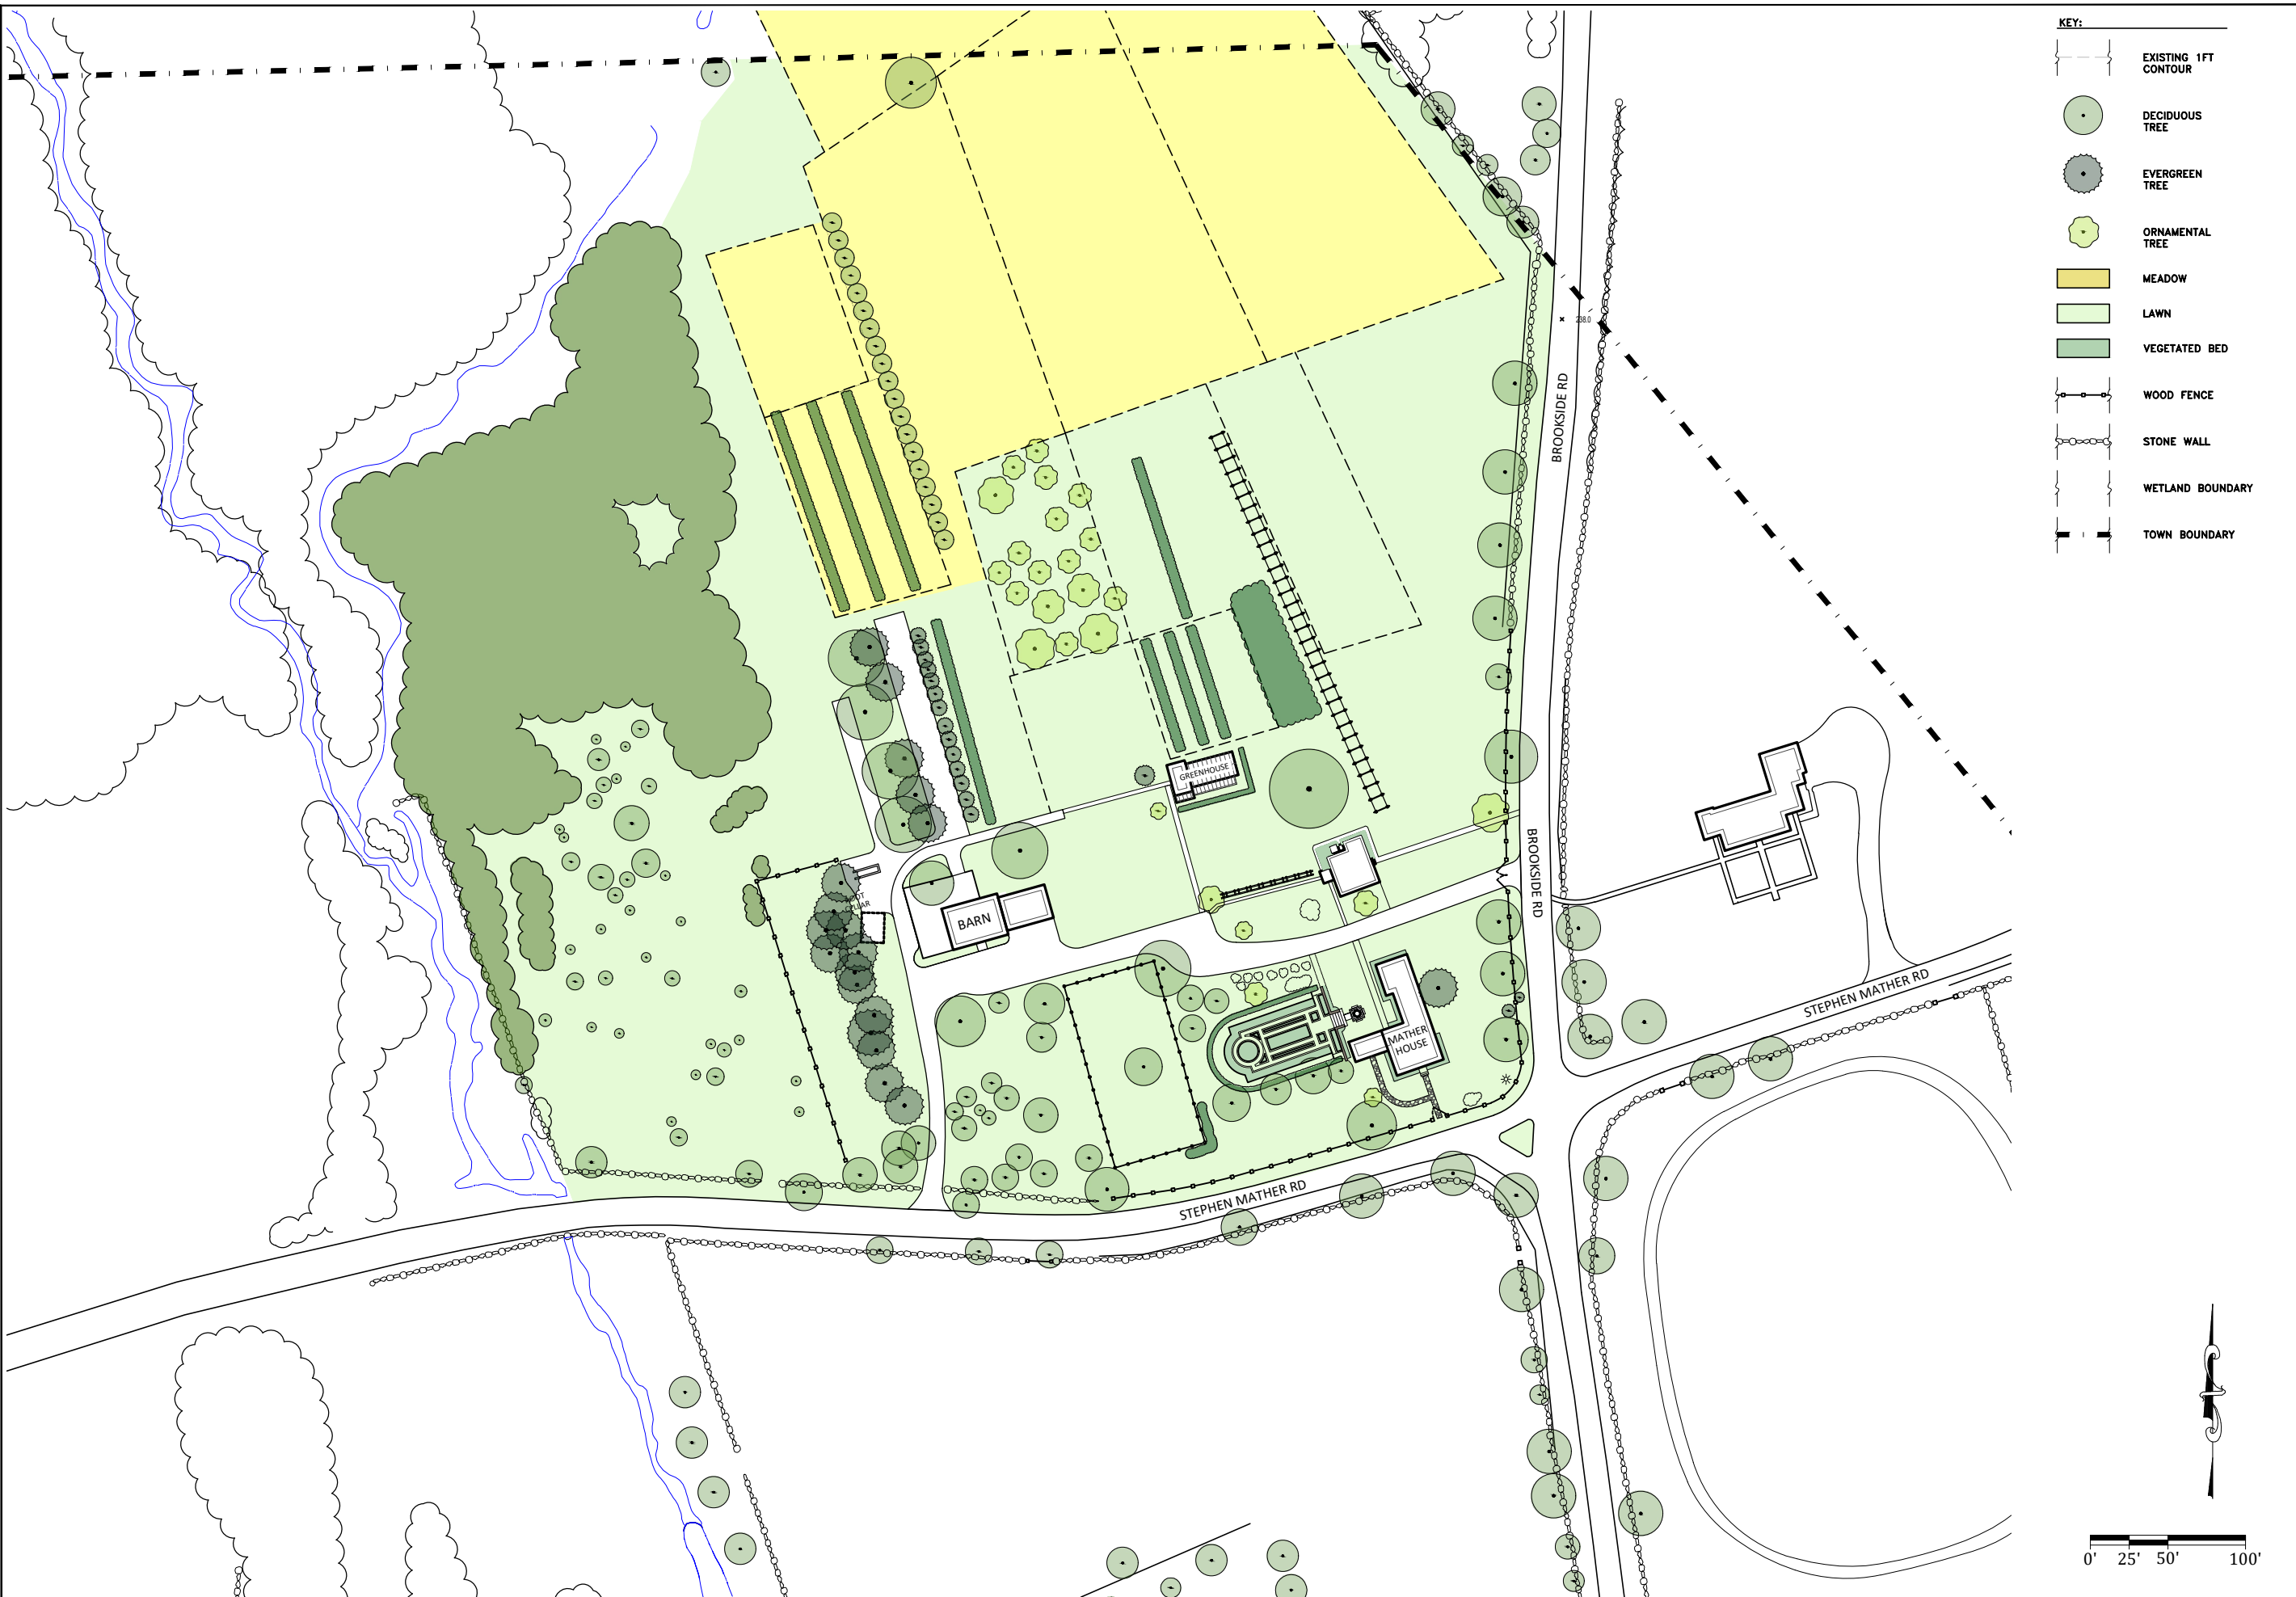 KEY:
EXISTING 1FT
CONTOUR
DECIDUOUS
TREE
EVERGREEN
TREE
ORNAMENTAL
TREE
MEADOW
LAWN
VEGETATED BED
WOOD FENCE
STONE WALL
WETLAND BOUNDARY
TOWN BOUNDARY
238.0
BROOKSIDE RD
GREENHOUSE
BROOKSIDE RD
BARN
STEPHEN MATHER RD
MATHER
HOUSE
STEPHEN MATHER RD
0' 25' 50' 100'